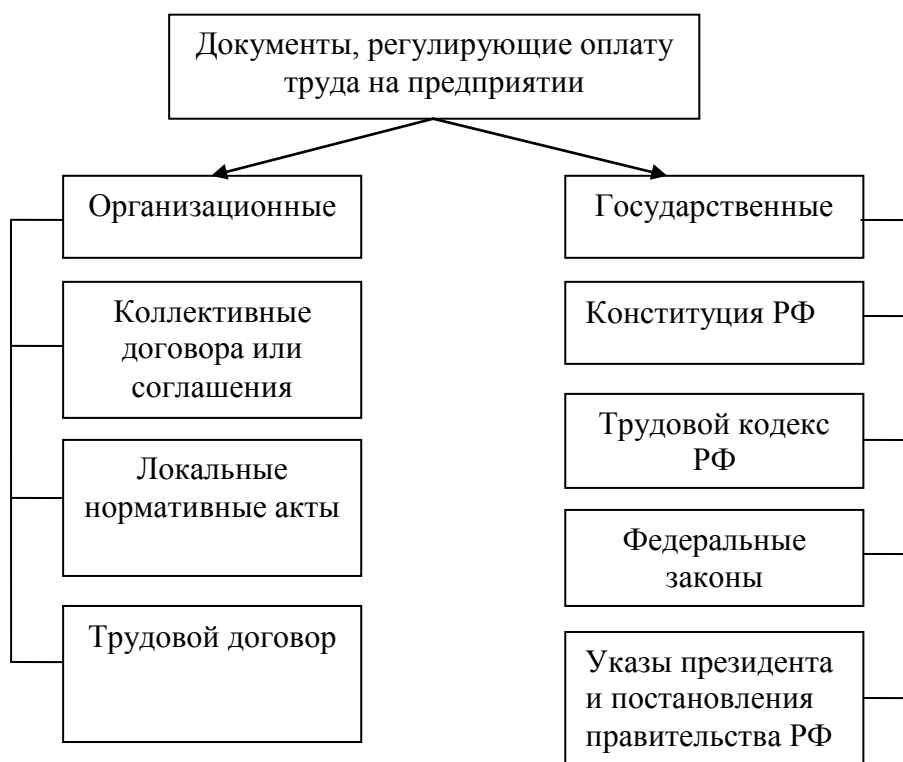 Документы, регулирующие оплату
труда на предприятии
Организационные
Коллективные
договора или
соглашения
Локальные
нормативные акты
Трудовой договор
Государственные
Конституция РФ
Трудовой кодекс
РФ
Федеральные
законы
Указы президента
и постановления
правительства РФ